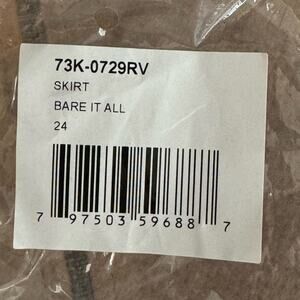 73K-0729RV
SKIRT
BARE IT ALL
24
7 97503 59688 7